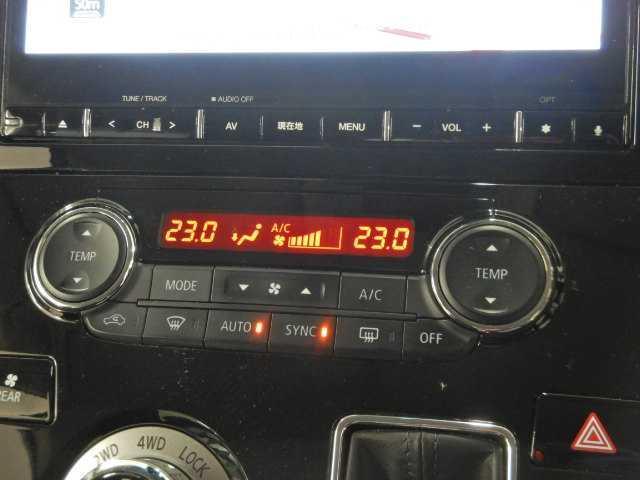 50m
TUNE / TRACK
■ AUDIO OFF
OPT
< CH >
AV
現在地
MENU
− VOL +
23.0
A/C
23.0
TEMP
MODE
A/C
TEMP
AUTO
SYNC
OFF
REAR
2WD
4WD
LOCK